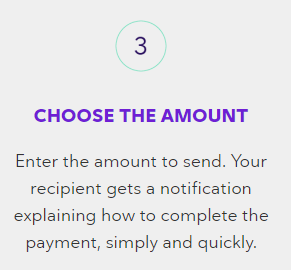 3
CHOOSE THE AMOUNT
Enter the amount to send. Your
recipient gets a notification
explaining how to complete the
payment, simply and quickly.